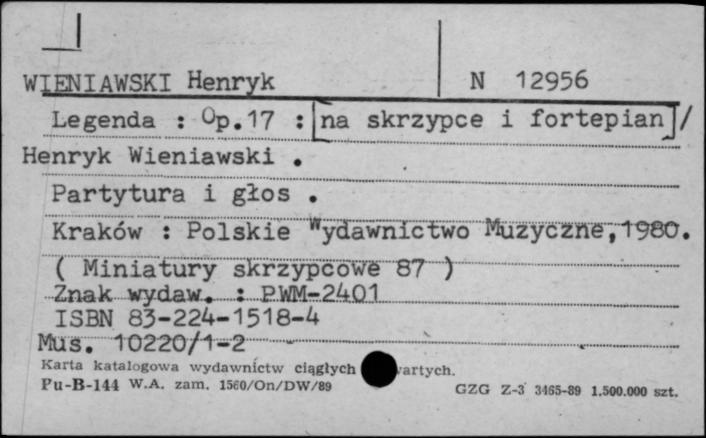 WIENIAWSKI Henryk N 12956
Legenda : Op.17 : [na skrzypce i fortepian] /
Henryk Wieniawski .
Partytura i głos .
Kraków : Polskie Wydawnictwo Muzyczne, 1980.
( Miniatury skrzypcowe 87 )
Znak wydaw. : PWM-2401
ISBN 83-224-1518-4
Mus. 10220/1-2
Karta katalogowa wydawnictw ciągłych wartych.
Pu-B-144 W.A. zam. 1560/On/DW/89 GZG Z-3 3465-89 1.500.000 szt.